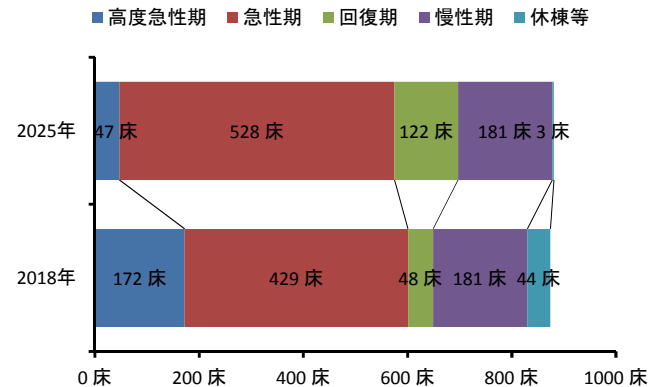 高度急性期 急性期 回復期 慢性期 休棟等
2025年 47 床 528 床 122 床 181 床 3 床
2018年 172 床 429 床 48 床 181 床 44 床
0 床 200 床 400 床 600 床 800 床 1000 床